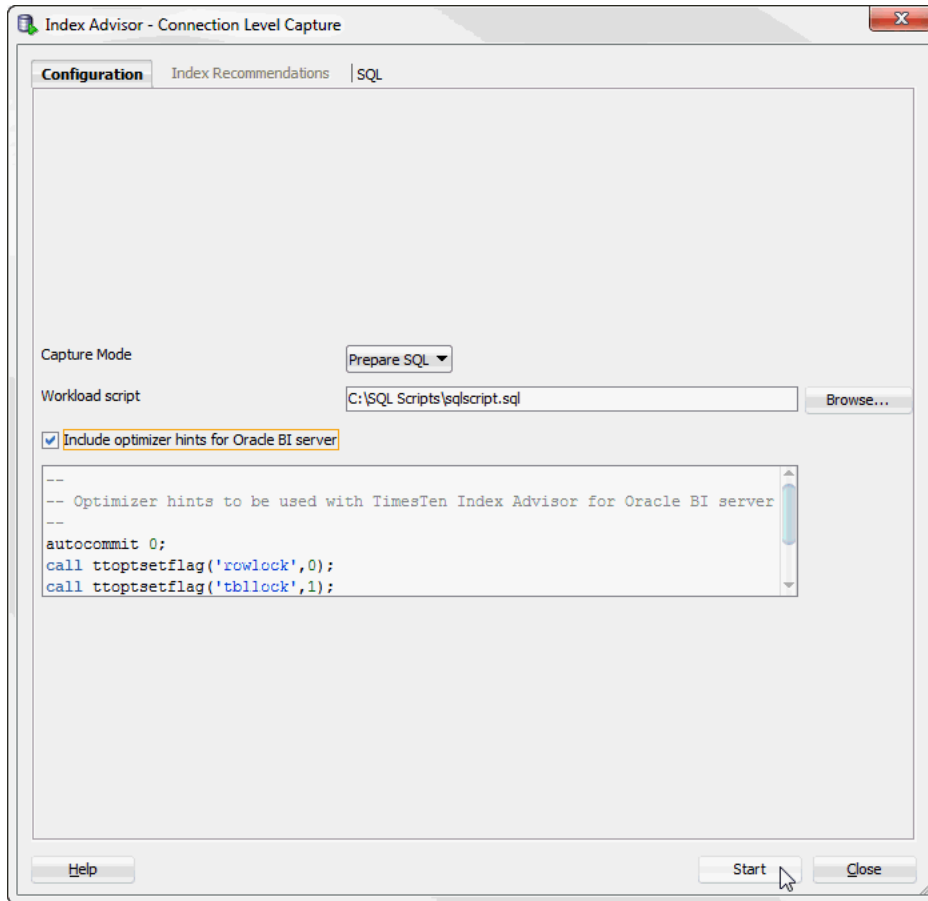 Index Advisor - Connection Level Capture
Configuration Index Recommendations SQL
Capture Mode Prepare SQL
Workload script C:\SQL Scripts\sqlscript.sql Browse...
Include optimizer hints for Oracle BI server
--
-- Optimizer hints to be used with TimesTen Index Advisor for Oracle BI server
--
autocommit 0;
call ttoptsetflag('rowlock',0);
call ttoptsetflag('tbllock',1);
Help Start Close